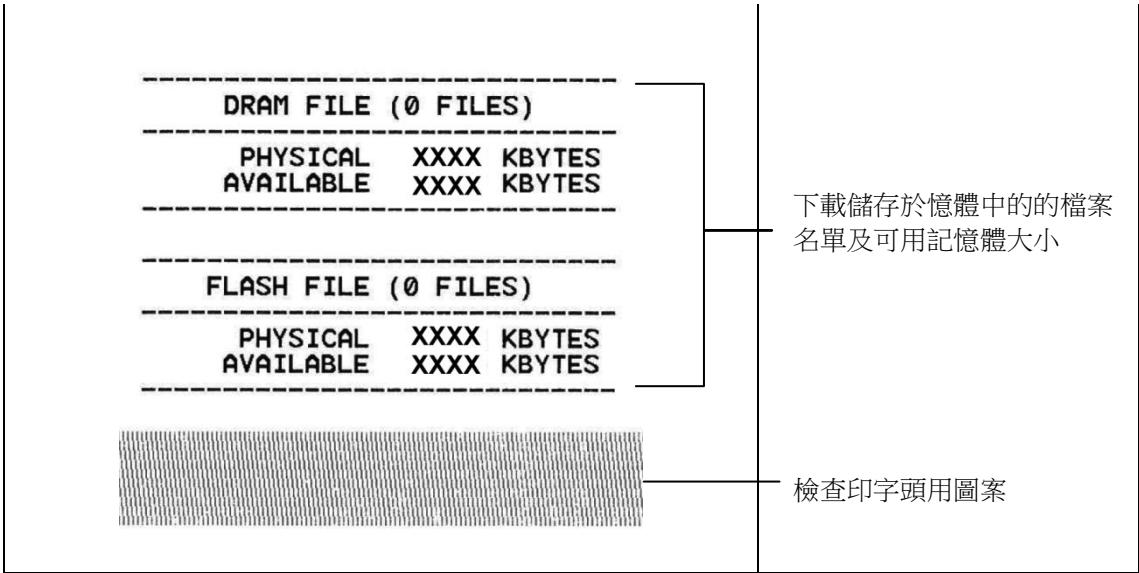 DRAM FILE (0 FILES)
PHYSICAL XXXX KBYTES
AVAILABLE XXXX KBYTES
FLASH FILE (0 FILES)
PHYSICAL XXXX KBYTES
AVAILABLE XXXX KBYTES
下載儲存於憶體中的的檔案
名單及可用記憶體大小
檢查印字頭用圖案